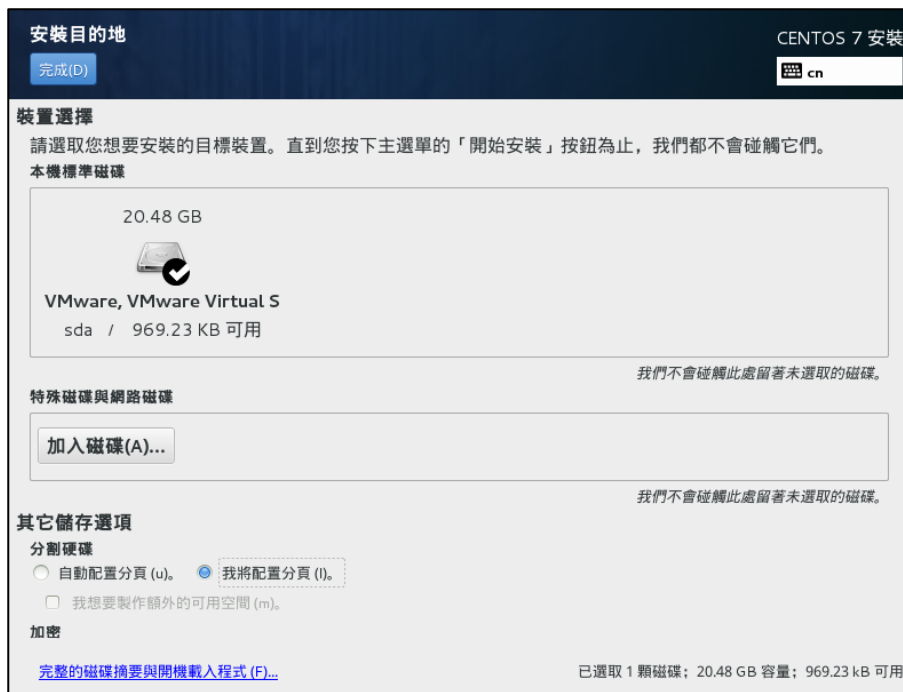 安裝目的地
CENTOS 7 安裝
完成(D)
cn
裝置選擇
請選取您想要安裝的目標裝置。直到您按下主選單的「開始安裝」按鈕為止，我們都不會碰觸它們。
本機標準磁碟
20.48 GB
VMware, VMware Virtual S
sda / 969.23 KB 可用
我們不會碰觸此處留著未選取的磁碟。
特殊磁碟與網路磁碟
加入磁碟(A)...
我們不會碰觸此處留著未選取的磁碟。
其它儲存選項
分割硬碟
自動配置分頁 (u)。 我將配置分頁 (I)。
我想要製作額外的可用空間 (m)。
加密
完整的磁碟摘要與開機載入程式 (F)...
已選取 1 顆磁碟；20.48 GB 容量；969.23 kB 可用